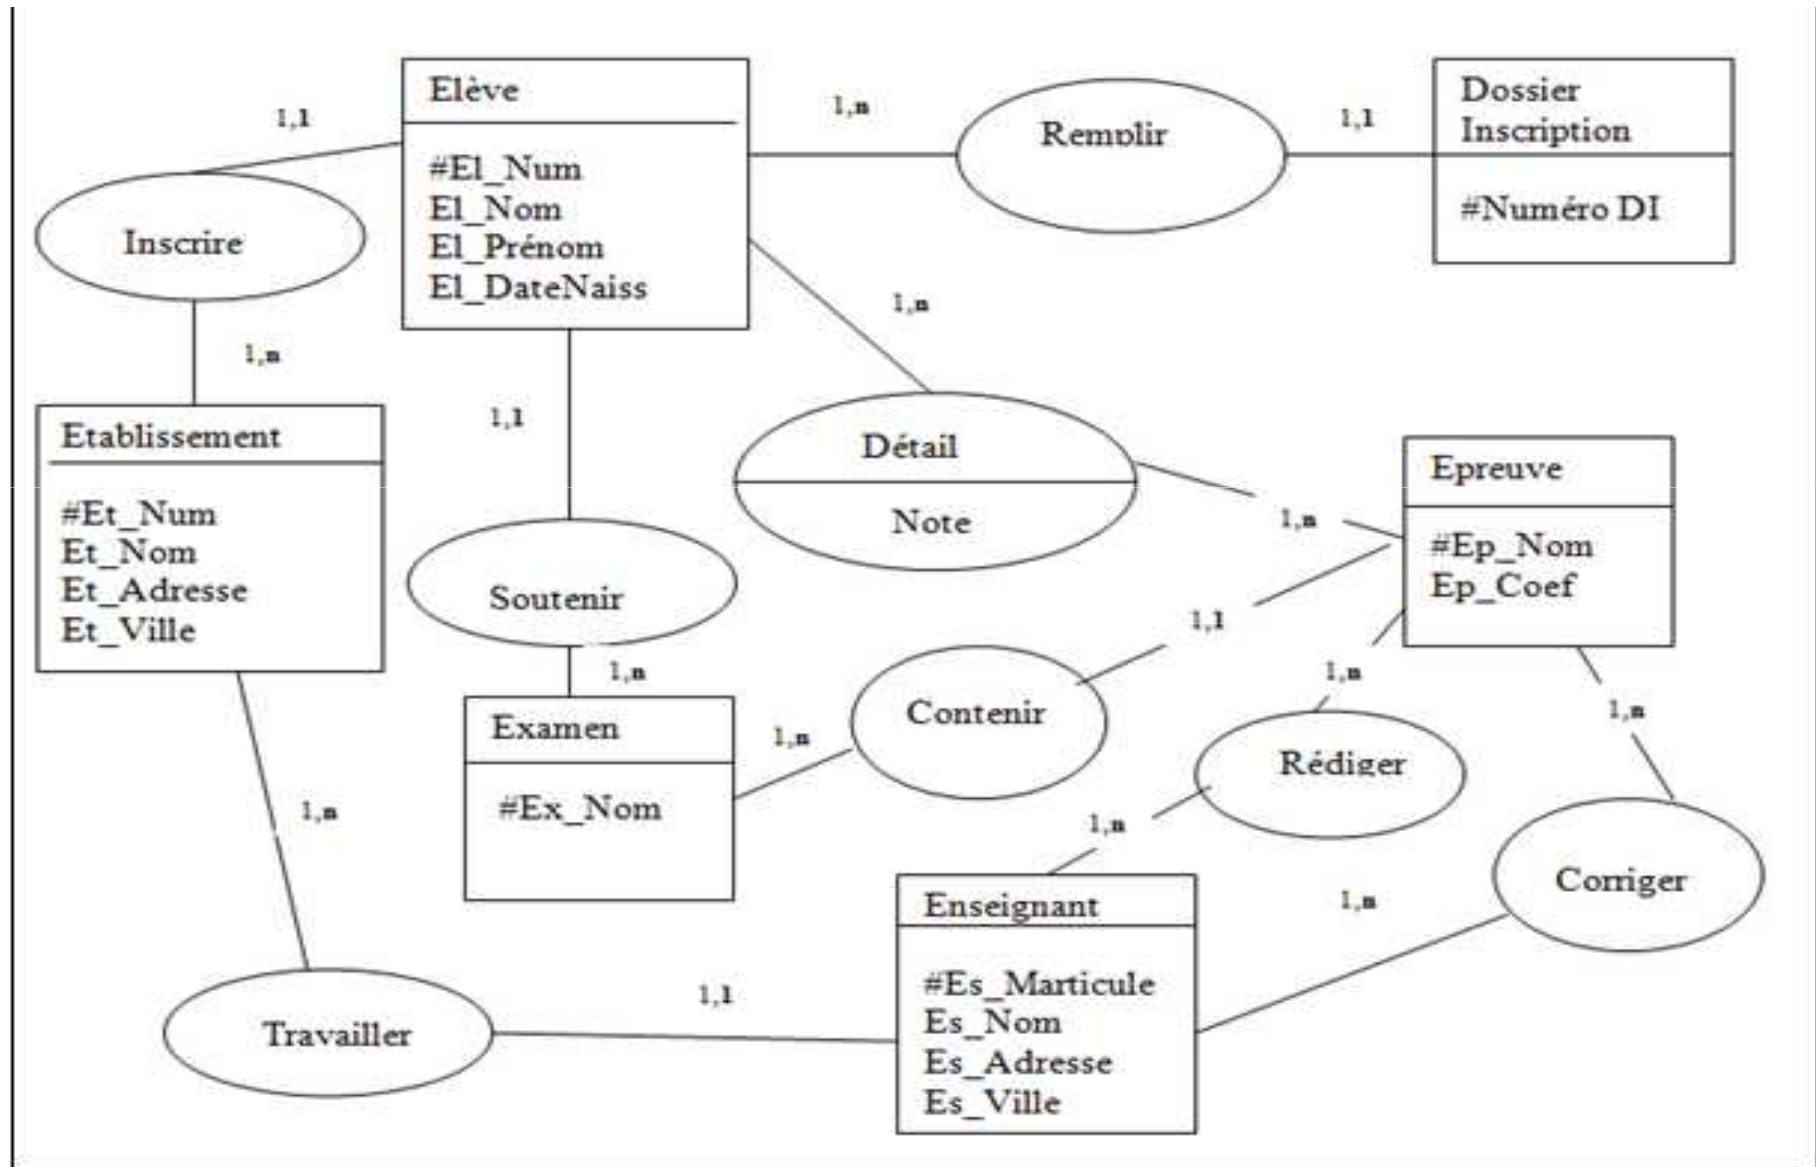 Elève
#El_Num
El_Nom
El_Prénom
El_DateNaiss
1,n
Remplir
1,1
Dossier
Inscription
#Numéro DI
1,1
Inscrire
1,n
Etablissement
#Et_Num
Et_Nom
Et_Adresse
Et_Ville
1,1
Soutenir
1,n
1,n
Détail
Note
1,n
Epreuve
#Ep_Nom
Ep_Coef
1,1
Contenir
1,n
Examen
#Ex_Nom
1,n
Rédiger
1,n
1,n
Corriger
1,n
Enseignant
#Es_Marticule
Es_Nom
Es_Adresse
Es_Ville
1,n
Travailler
1,1